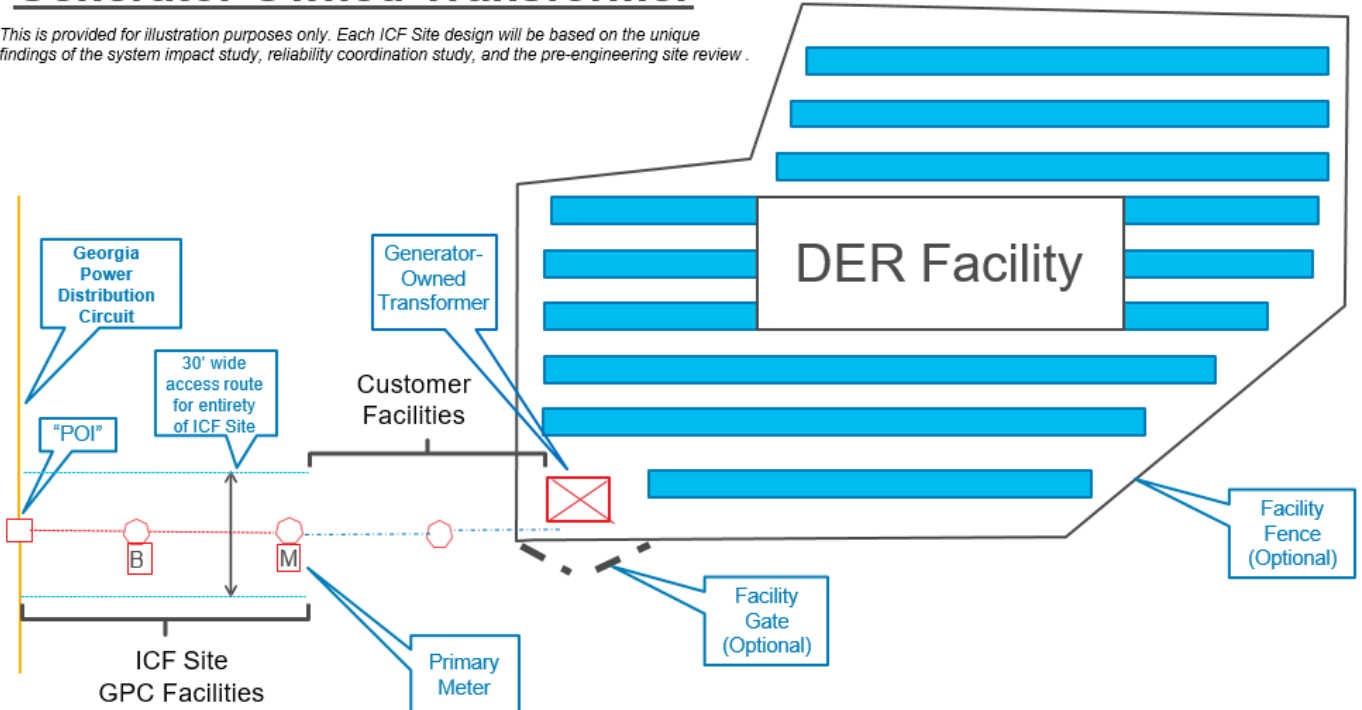 Generator-Owned Transformer
This is provided for illustration purposes only. Each ICF Site design will be based on the unique
findings of the system impact study, reliability coordination study, and the pre-engineering site review .
DER Facility
Georgia
Power
Distribution
Circuit
Generator-
Owned
Transformer
30' wide
access route
for entirety
of ICF Site
Customer
Facilities
"POI"
B
M
Facility
Fence
(Optional)
Facility
Gate
(Optional)
ICF Site
GPC Facilities
Primary
Meter